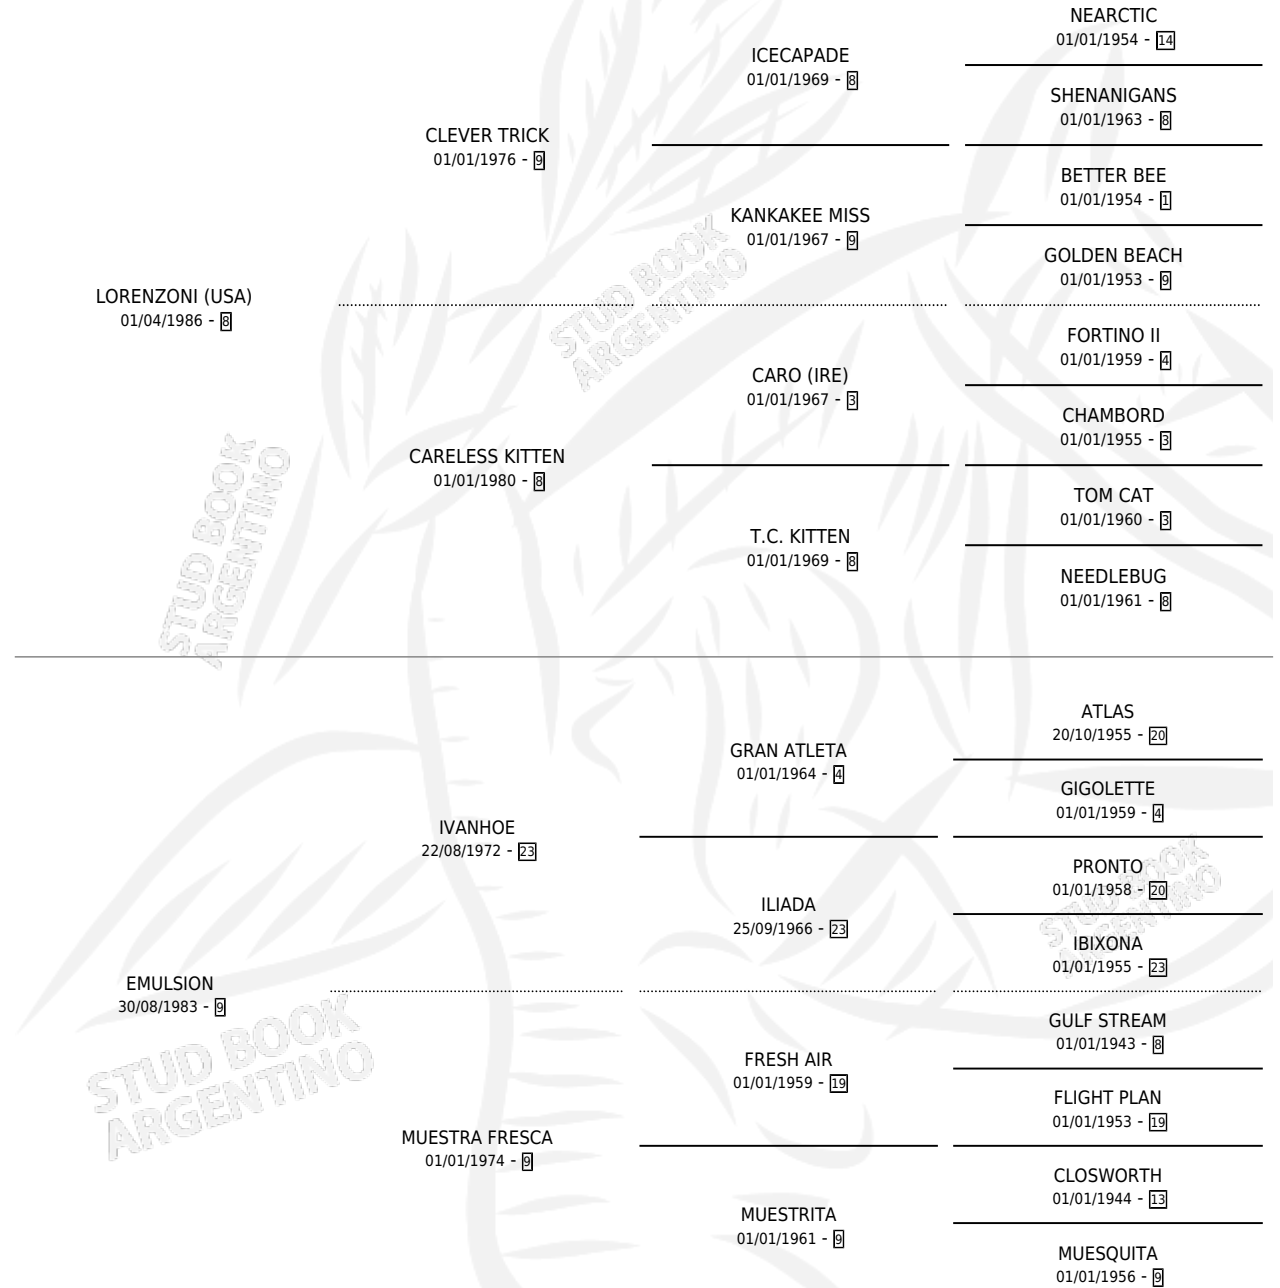 NEARCTIC
01/01/1954 - 14
ICECAPADE
01/01/1969 - 8
SHENANIGANS
01/01/1963 - 8
CLEVER TRICK
01/01/1976 - 9
BETTER BEE
01/01/1954 - 1
KANKAKEE MISS
01/01/1967 - 9
GOLDEN BEACH
01/01/1953 - 9
LORENZONI (USA)
01/04/1986 - 8
FORTINO II
01/01/1959 - 4
CARO (IRE)
01/01/1967 - 3
CHAMBORD
01/01/1955 - 3
CARELESS KITTEN
01/01/1980 - 8
TOM CAT
01/01/1960 - 3
T.C. KITTEN
01/01/1969 - 8
NEEDLEBUG
01/01/1961 - 8
ATLAS
20/10/1955 - 20
GRAN ATLETA
01/01/1964 - 4
GIGOLETTE
01/01/1959 - 4
IVANHOE
22/08/1972 - 23
PRONTO
01/01/1958 - 20
ILIADA
25/09/1966 - 23
IBIXONA
01/01/1955 - 23
EMULSION
30/08/1983 - 9
GULF STREAM
01/01/1943 - 8
FRESH AIR
01/01/1959 - 19
FLIGHT PLAN
01/01/1953 - 19
MUESTRA FRESCA
01/01/1974 - 9
CLOSWORTH
01/01/1944 - 13
MUESTRITA
01/01/1961 - 9
MUESQUITA
01/01/1956 - 9
STUD BOOK
ARGENTINO
STUD BOOK
ARGENTINO
STUD BOOK
ARGENTINO
STUD BOOK
ARGENTINO